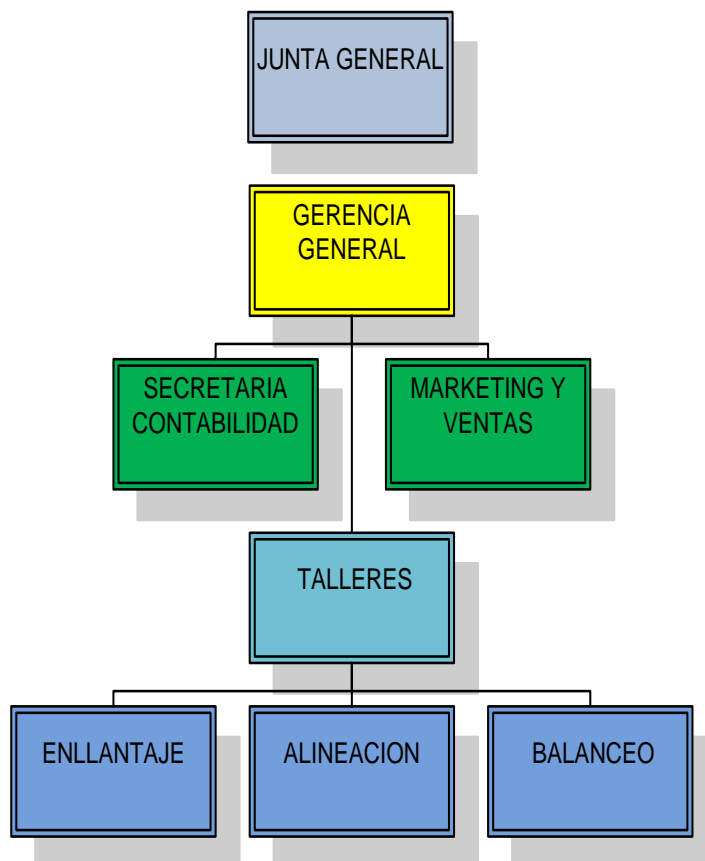 JUNTA GENERAL
GERENCIA
GENERAL
SECRETARIA
CONTABILIDAD
MARKETING Y
VENTAS
TALLERES
ENLLANTAJE
ALINEACION
BALANCEO